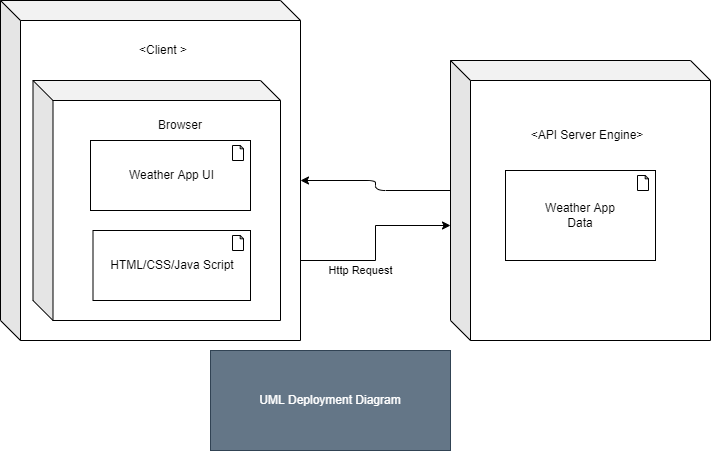 <Client >
Browser
Weather App UI
HTML/CSS/Java Script
Http Request
<API Server Engine>
Weather App
Data
UML Deployment Diagram